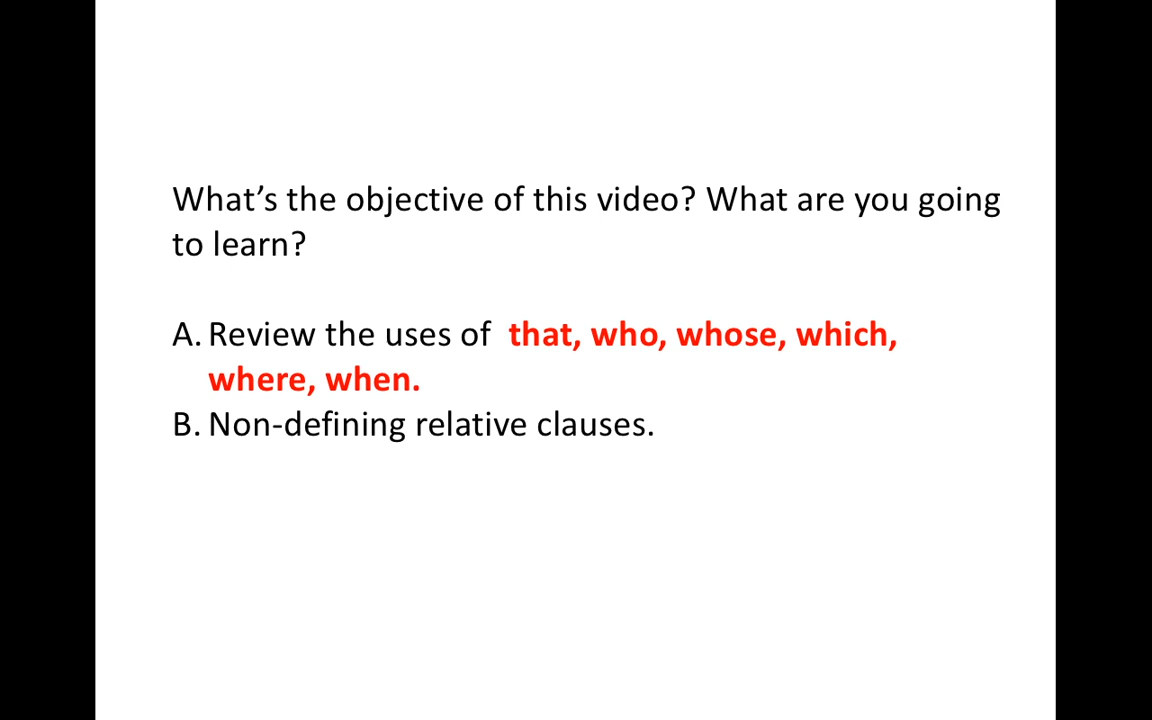 What’s the objective of this video? What are you going
to learn?
A. Review the uses of that, who, whose, which,
where, when.
B. Non-defining relative clauses.